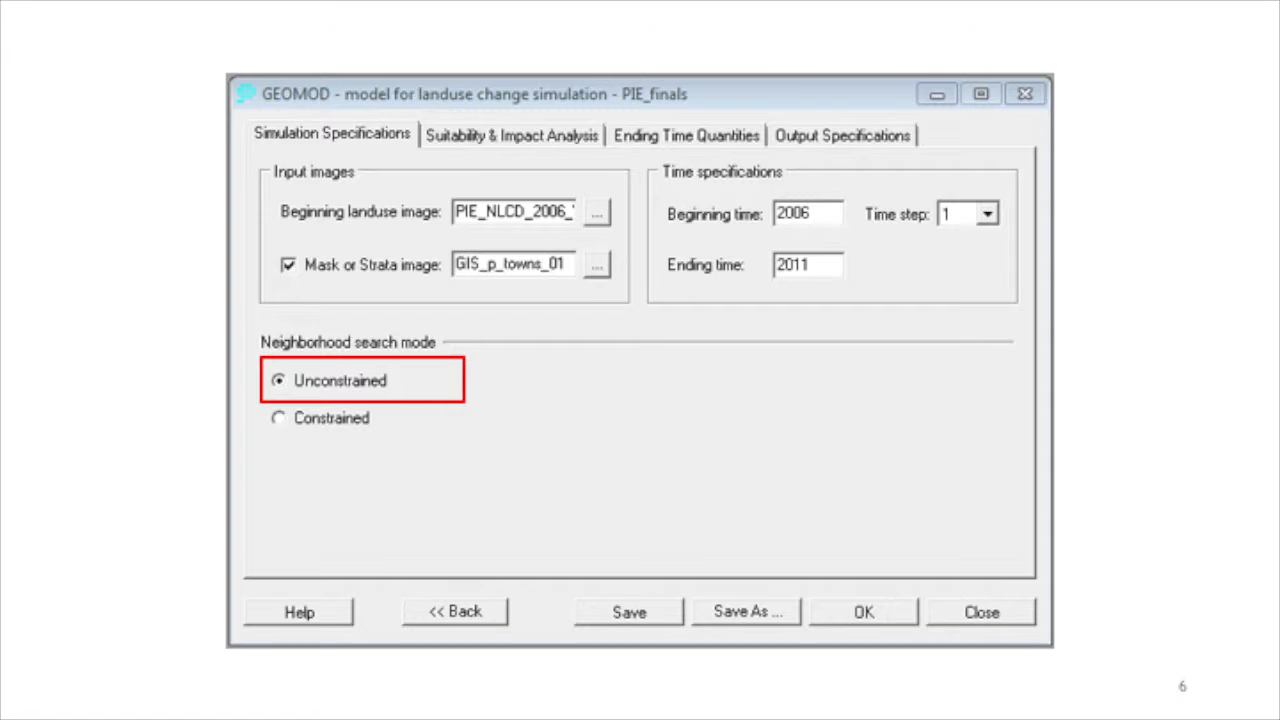 GEOMOD - model for landuse change simulation - PIE_finals
Simulation Specifications
Suitability & Impact Analysis
Ending Time Quantities
Output Specifications
Input images
Beginning landuse image: PIE_NLCD_2006_ ...
Mask or Strata image: GIS_p_towns_01 ...
Time specifications
Beginning time: 2006 Time step: 1
Ending time: 2011
Neighborhood search mode
Unconstrained
Constrained
Help << Back Save Save As ... OK Close
6